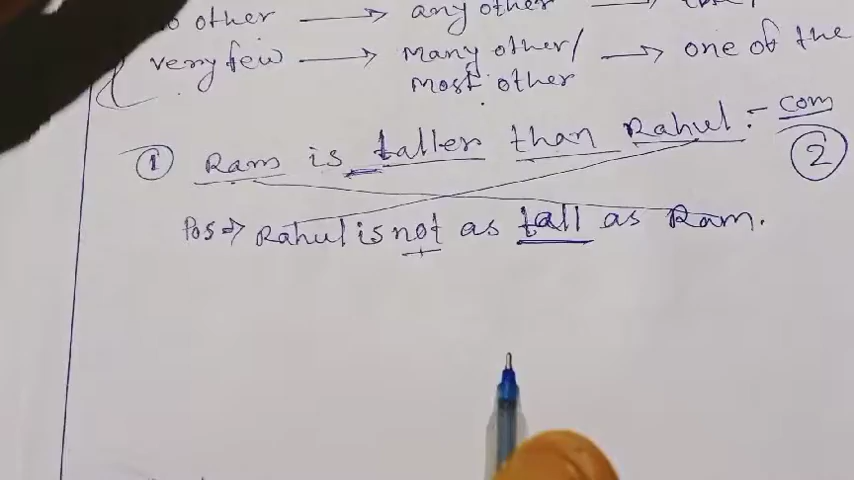 other → any other →
very few → many other/ → one of the
most other
① Ram is taller than Rahul :- com
②
Pos ⇒ Rahul is not as tall as Ram.